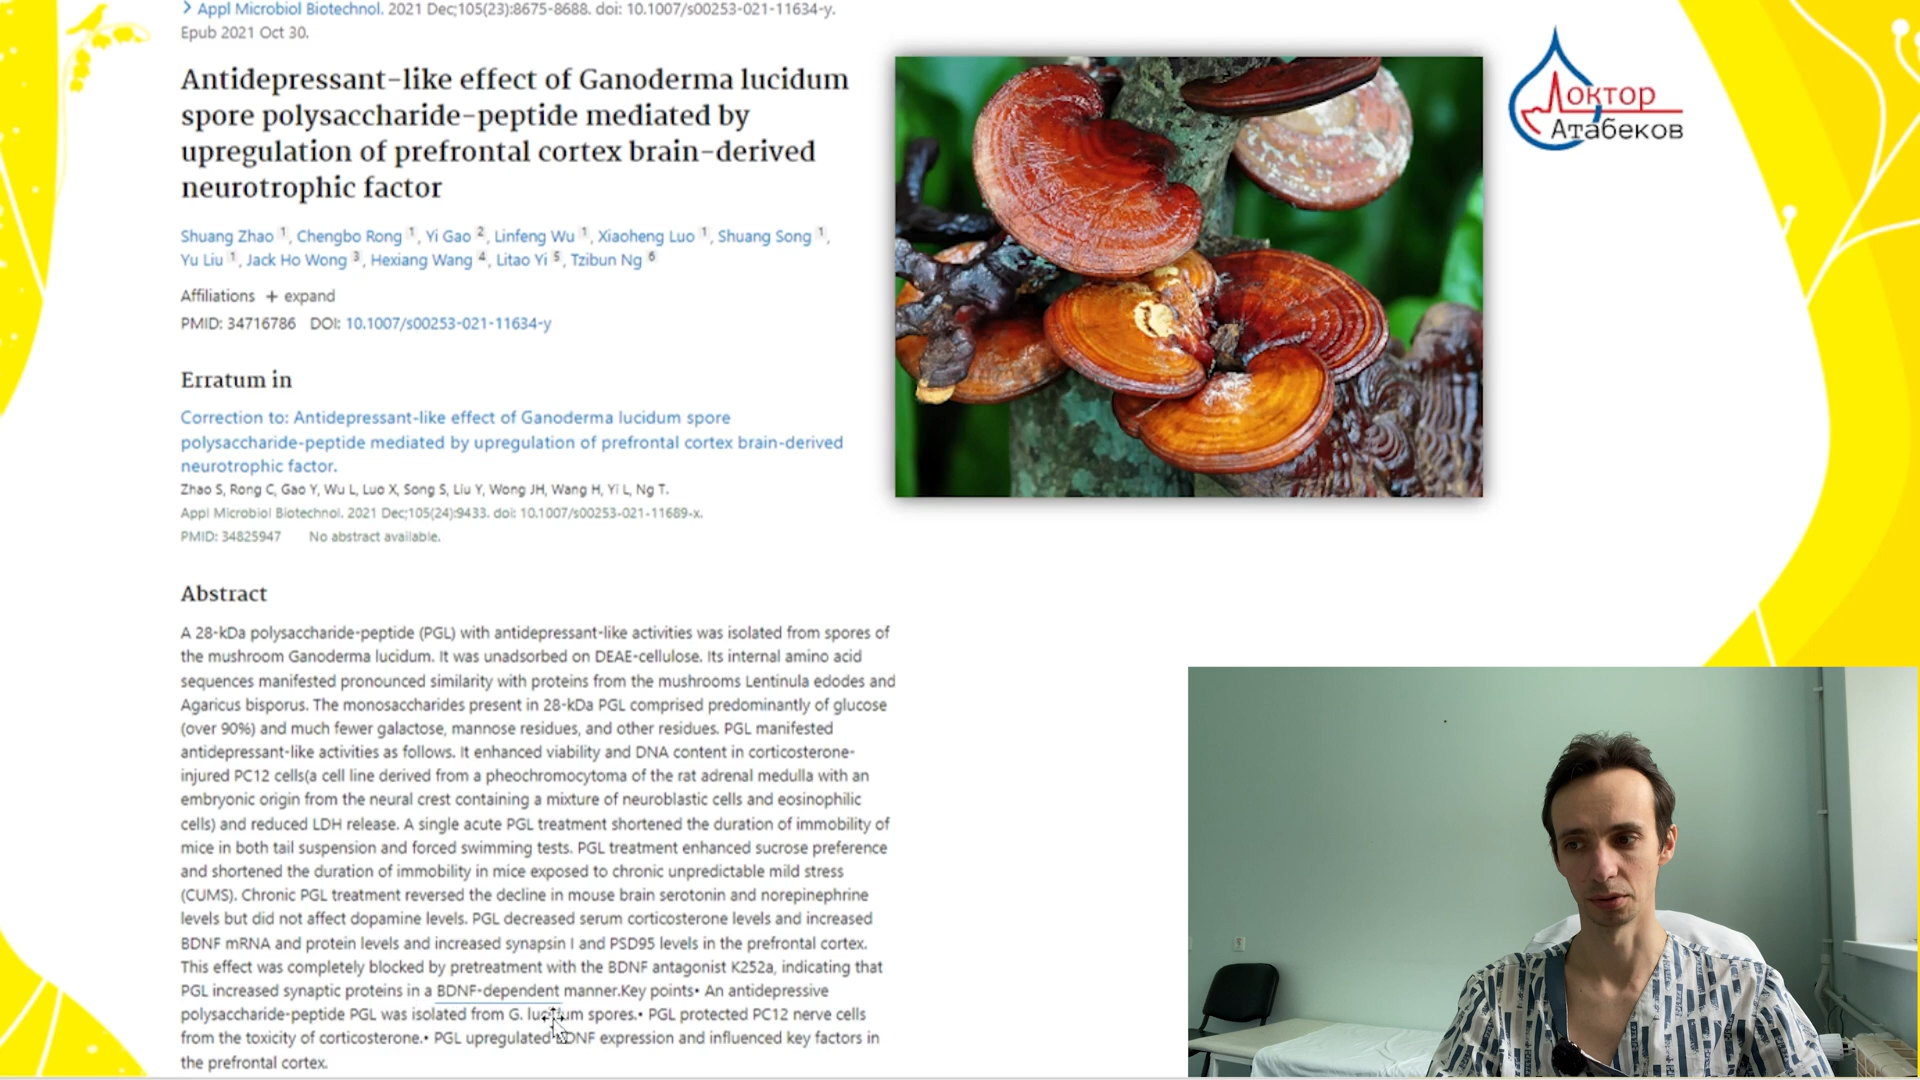 > Appl Microbiol Biotechnol. 2021 Dec;105(23):8675-8688. doi: 10.1007/s00253-021-11634-y.
Epub 2021 Oct 30.
Antidepressant-like effect of Ganoderma lucidum
spore polysaccharide-peptide mediated by
upregulation of prefrontal cortex brain-derived
neurotrophic factor
Shuang Zhao 1, Chengbo Rong 1, Yi Gao 2, Linfeng Wu 1, Xiaoheng Luo 1, Shuang Song 1,
Yu Liu 1, Jack Ho Wong 3, Hexiang Wang 4, Litao Yi 5, Tzibun Ng 6
Affiliations + expand
PMID: 34716786 DOI: 10.1007/s00253-021-11634-y
Erratum in
Correction to: Antidepressant-like effect of Ganoderma lucidum spore
polysaccharide-peptide mediated by upregulation of prefrontal cortex brain-derived
neurotrophic factor.
Zhao S, Rong C, Gao Y, Wu L, Luo X, Song S, Liu Y, Wong JH, Wang H, Yi L, Ng T.
Appl Microbiol Biotechnol. 2021 Dec;105(24):9433. doi: 10.1007/s00253-021-11689-x.
PMID: 34825947 No abstract available.
Abstract
A 28-kDa polysaccharide-peptide (PGL) with antidepressant-like activities was isolated from spores of
the mushroom Ganoderma lucidum. It was unadsorbed on DEAE-cellulose. Its internal amino acid
sequences manifested pronounced similarity with proteins from the mushrooms Lentinula edodes and
Agaricus bisporus. The monosaccharides present in 28-kDa PGL comprised predominantly of glucose
(over 90%) and much fewer galactose, mannose residues, and other residues. PGL manifested
antidepressant-like activities as follows. It enhanced viability and DNA content in corticosterone-
injured PC12 cells(a cell line derived from a pheochromocytoma of the rat adrenal medulla with an
embryonic origin from the neural crest containing a mixture of neuroblastic cells and eosinophilic
cells) and reduced LDH release. A single acute PGL treatment shortened the duration of immobility of
mice in both tail suspension and forced swimming tests. PGL treatment enhanced sucrose preference
and shortened the duration of immobility in mice exposed to chronic unpredictable mild stress
(CUMS). Chronic PGL treatment reversed the decline in mouse brain serotonin and norepinephrine
levels but did not affect dopamine levels. PGL decreased serum corticosterone levels and increased
BDNF mRNA and protein levels and increased synapsin I and PSD95 levels in the prefrontal cortex.
This effect was completely blocked by pretreatment with the BDNF antagonist K252a, indicating that
PGL increased synaptic proteins in a BDNF-dependent manner.Key points• An antidepressive
polysaccharide-peptide PGL was isolated from G. lucidum spores.• PGL protected PC12 nerve cells
from the toxicity of corticosterone.• PGL upregulated BDNF expression and influenced key factors in
the prefrontal cortex.
Доктор
Атабеков